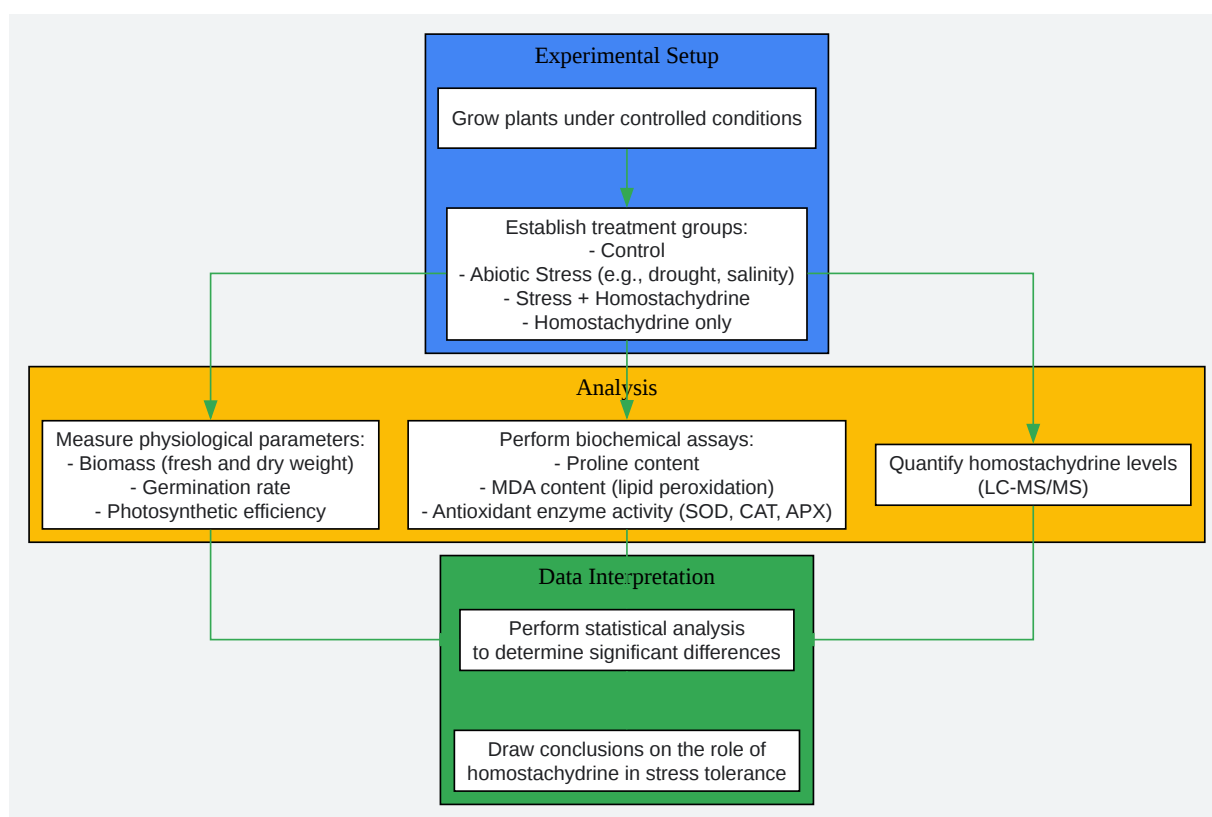 Experimental Setup
Grow plants under controlled conditions
Establish treatment groups:
- Control
- Abiotic Stress (e.g., drought, salinity)
- Stress + Homostachydrine
- Homostachydrine only
Analysis
Measure physiological parameters:
- Biomass (fresh and dry weight)
- Germination rate
- Photosynthetic efficiency
Perform biochemical assays:
- Proline content
- MDA content (lipid peroxidation)
- Antioxidant enzyme activity (SOD, CAT, APX)
Quantify homostachydrine levels
(LC-MS/MS)
Data Interpretation
Perform statistical analysis
to determine significant differences
Draw conclusions on the role of
homostachydrine in stress tolerance